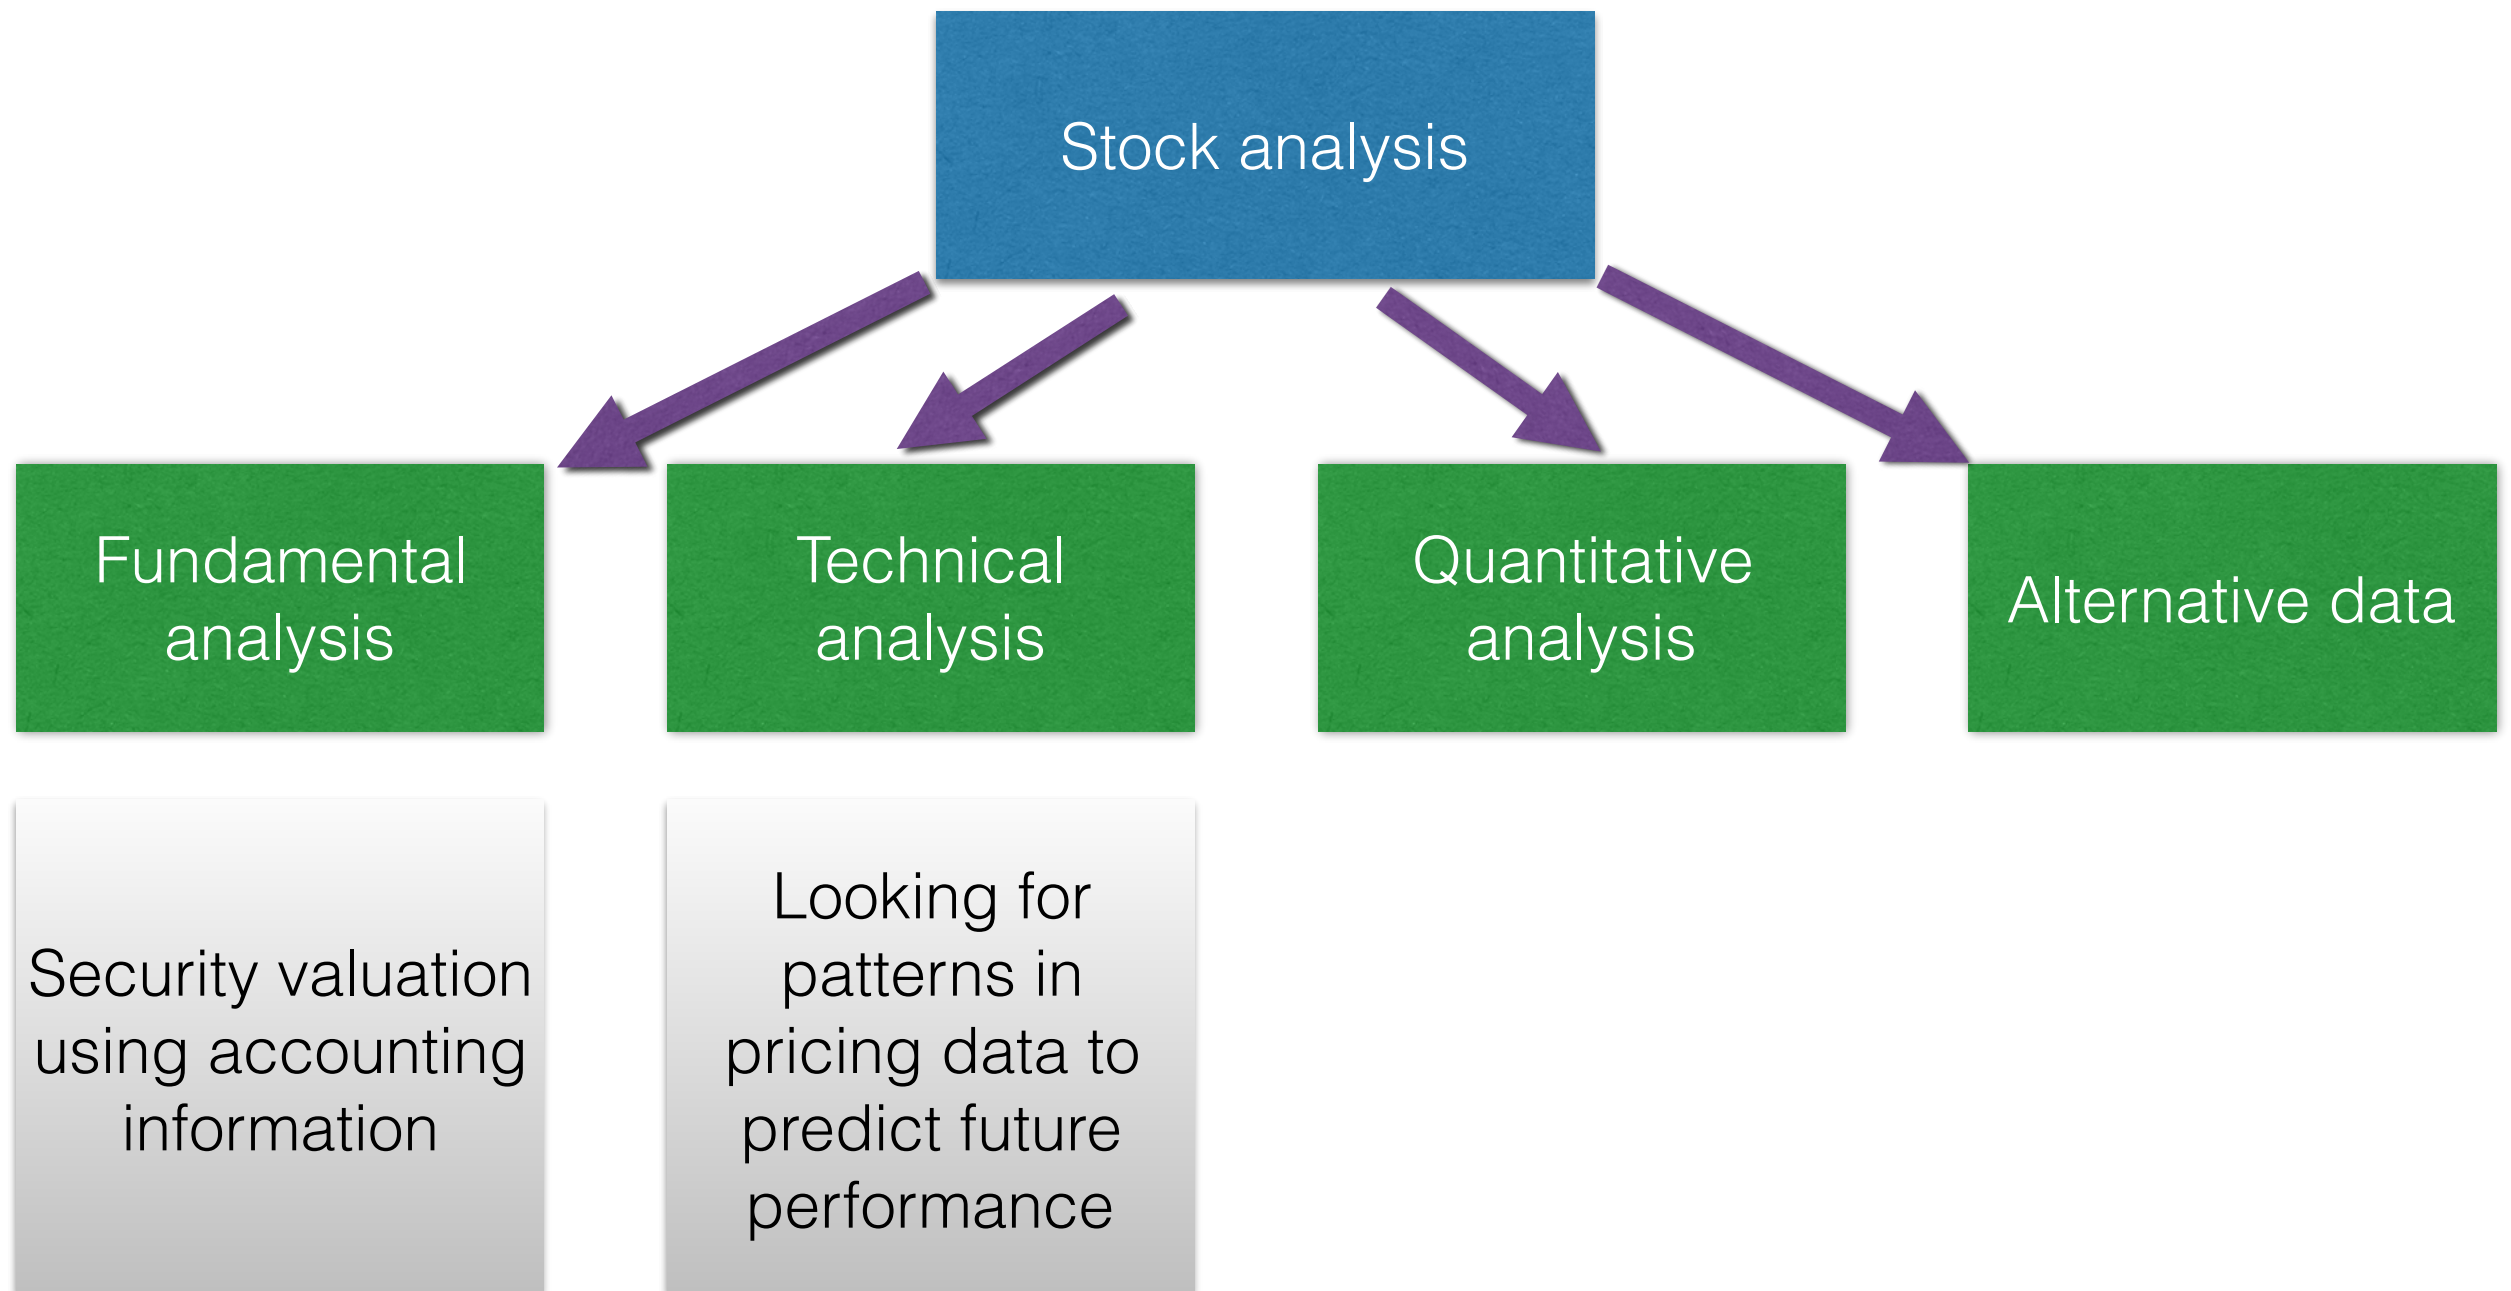 Stock analysis
Fundamental
analysis
Technical
analysis
Quantitative
analysis
Alternative data
Security valuation
using accounting
information
Looking for
patterns in
pricing data to
predict future
performance